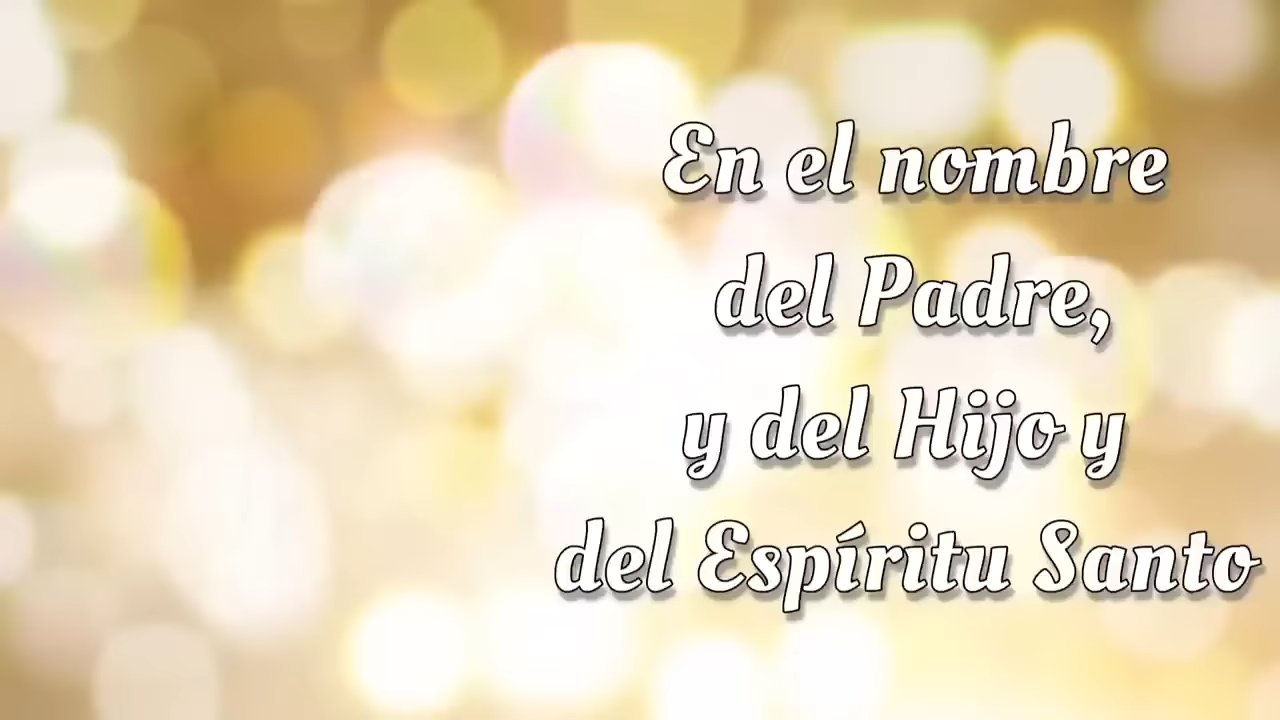 En el nombre
del Padre,
y del Hijo y
del Espíritu Santo